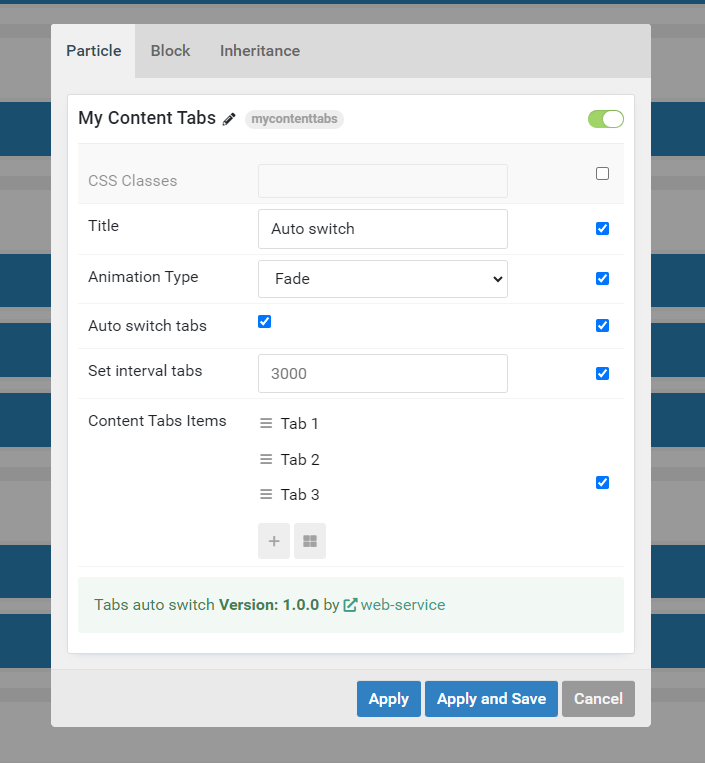 Particle Block Inheritance
My Content Tabs mycontenttabs
CSS Classes
Title Auto switch
Animation Type Fade
Auto switch tabs
Set interval tabs 3000
Content Tabs Items Tab 1
Tab 2
Tab 3
Tabs auto switch Version: 1.0.0 by web-service
Apply Apply and Save Cancel